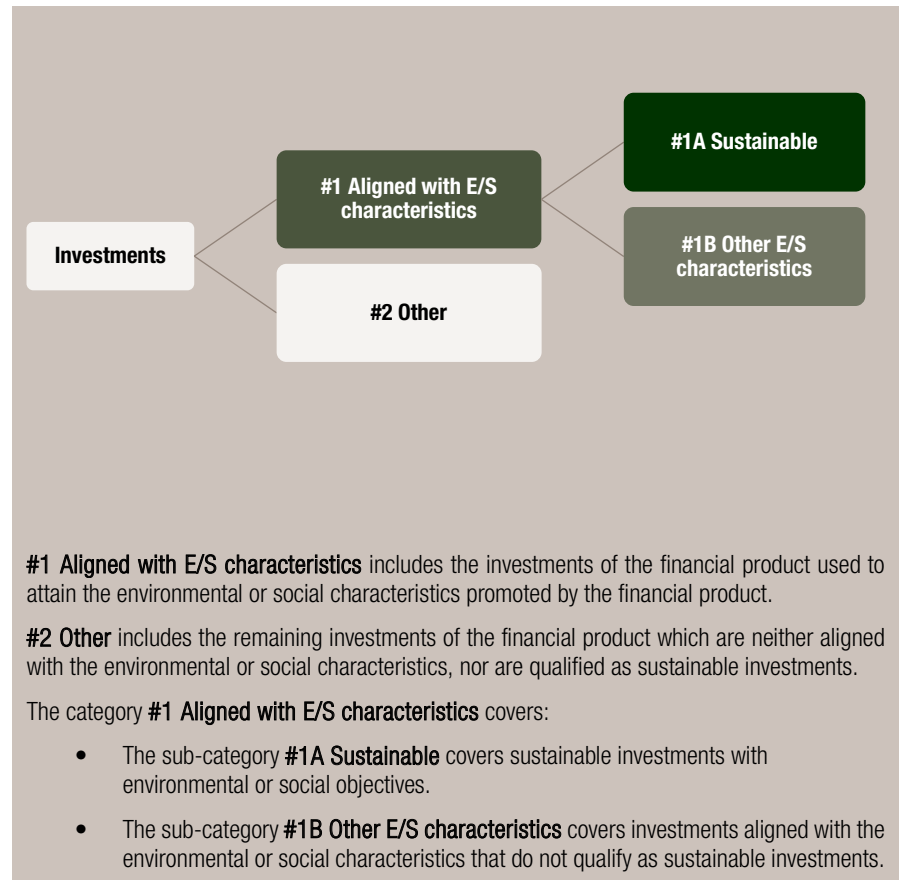 #1A Sustainable
#1 Aligned with E/S
characteristics
#1B Other E/S
characteristics
Investments
#2 Other
#1 Aligned with E/S characteristics includes the investments of the financial product used to
attain the environmental or social characteristics promoted by the financial product.
#2 Other includes the remaining investments of the financial product which are neither aligned
with the environmental or social characteristics, nor are qualified as sustainable investments.
The category #1 Aligned with E/S characteristics covers:
• The sub-category #1A Sustainable covers sustainable investments with
environmental or social objectives.
• The sub-category #1B Other E/S characteristics covers investments aligned with the
environmental or social characteristics that do not qualify as sustainable investments.